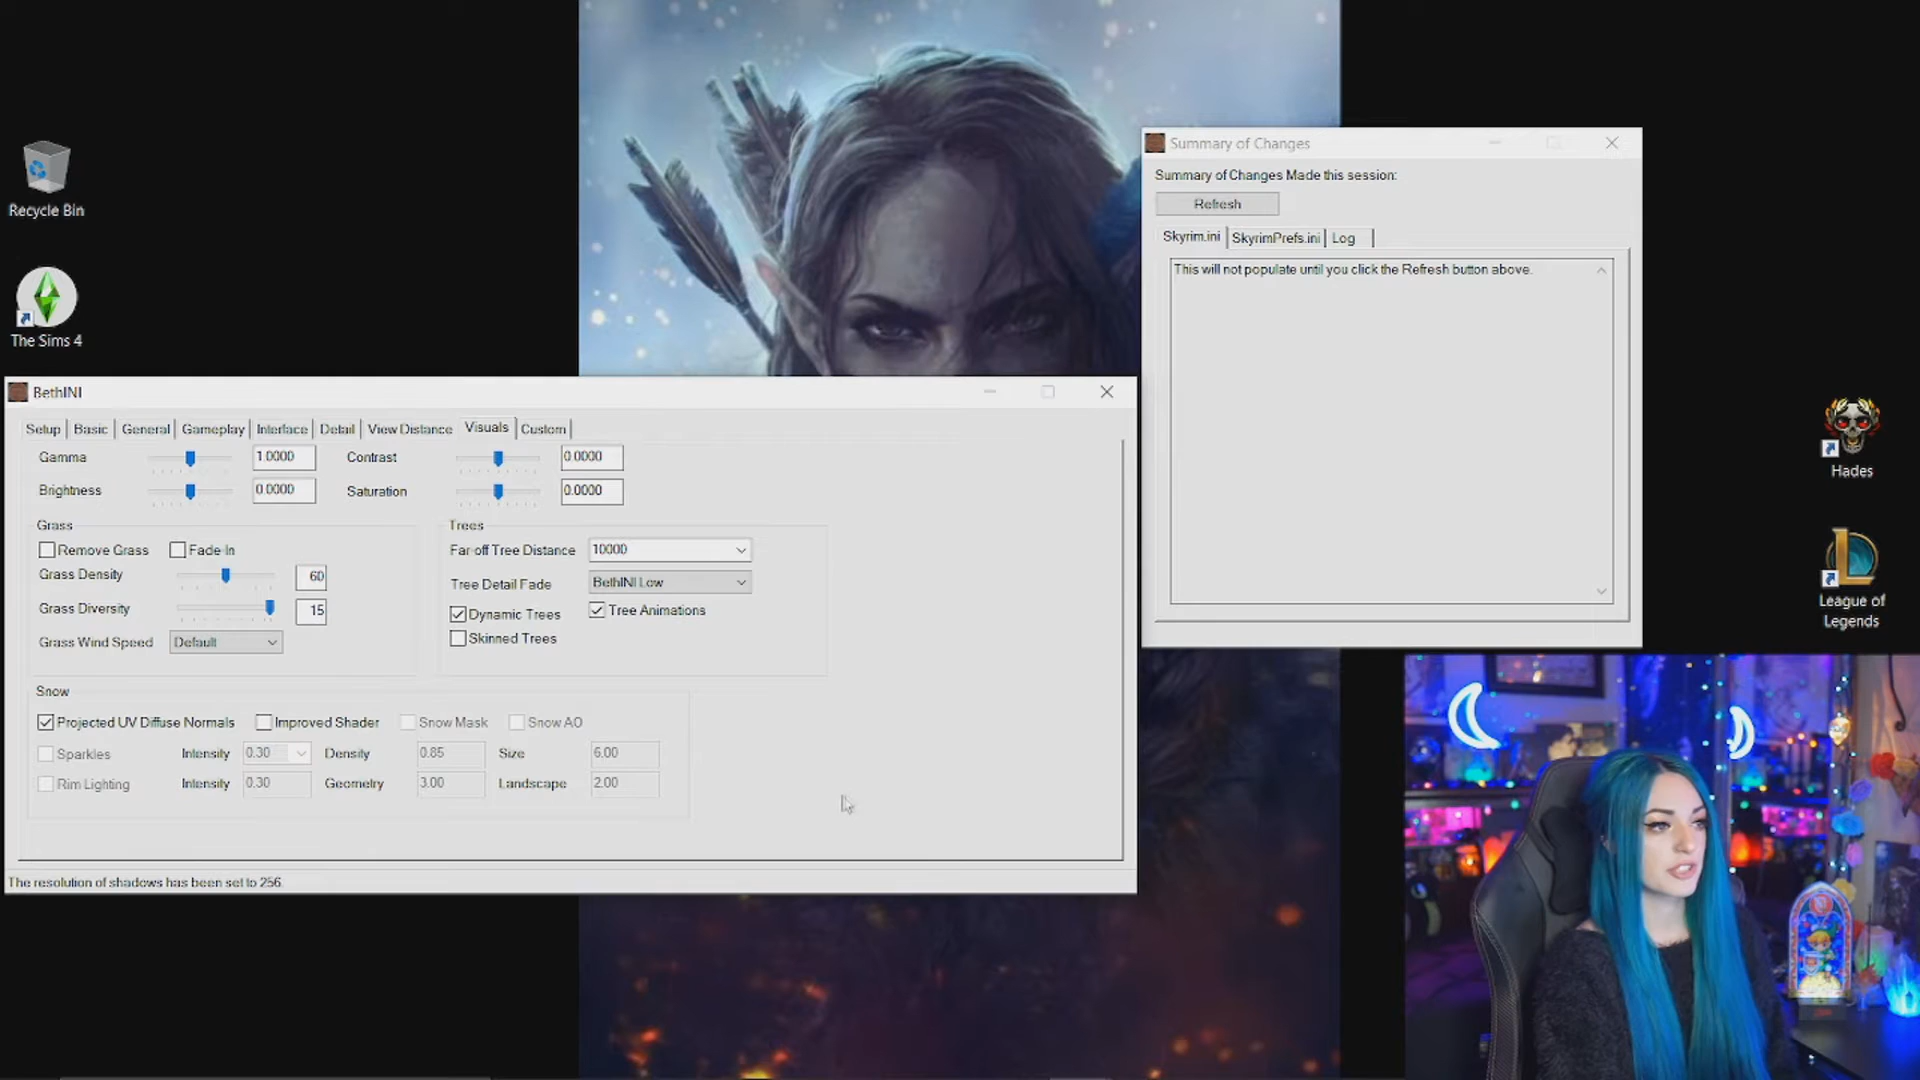 Recycle Bin
The Sims 4
Summary of Changes
Summary of Changes Made this session:
Refresh
Skyrim.ini SkyrimPrefs.ini Log
This will not populate until you click the Refresh button above.
BethINI
Setup Basic General Gameplay Interface Detail View Distance Visuals Custom
Gamma 1.0000 Contrast 0.0000
Brightness 0.0000 Saturation 0.0000
Grass
Remove Grass Fade-In
Grass Density 60
Grass Diversity 15
Grass Wind Speed Default
Trees
Far-off Tree Distance 10000
Tree Detail Fade BethINI Low
Dynamic Trees Tree Animations
Skinned Trees
Snow
Projected UV Diffuse Normals Improved Shader Snow Mask Snow AO
Sparkles Intensity 0.30 Density 0.85 Size 6.00
Rim Lighting Intensity 0.30 Geometry 3.00 Landscape 2.00
The resolution of shadows has been set to 256.
Hades
League of
Legends